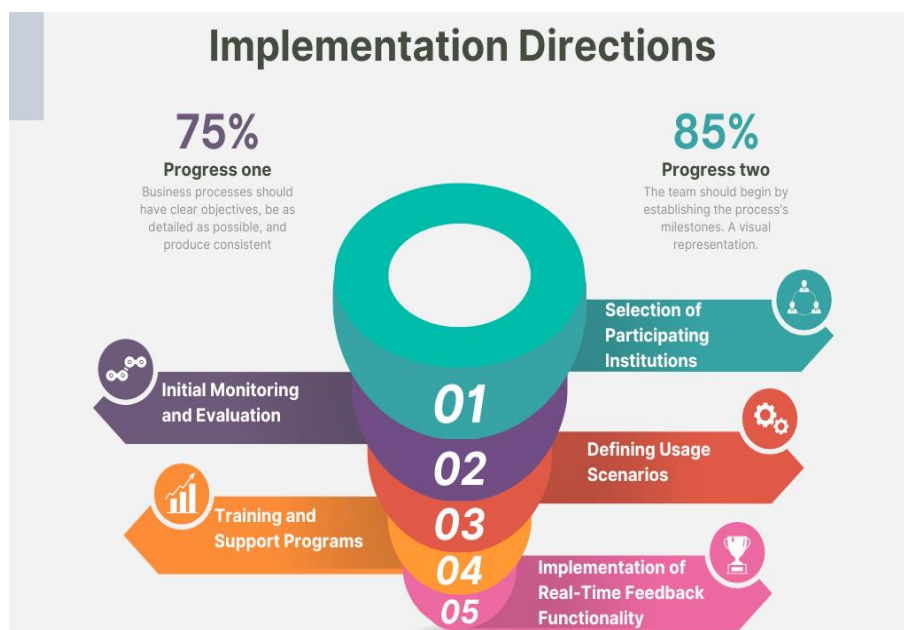 Implementation Directions
75%
Progress one
Business processes should
have clear objectives, be as
detailed as possible, and
produce consistent
85%
Progress two
The team should begin by
establishing the process's
milestones. A visual
representation.
Selection of
Participating
Institutions
01
Initial Monitoring
and Evaluation
02
Defining Usage
Scenarios
03
Training and
Support Programs
04
Implementation of
Real-Time Feedback
Functionality
05